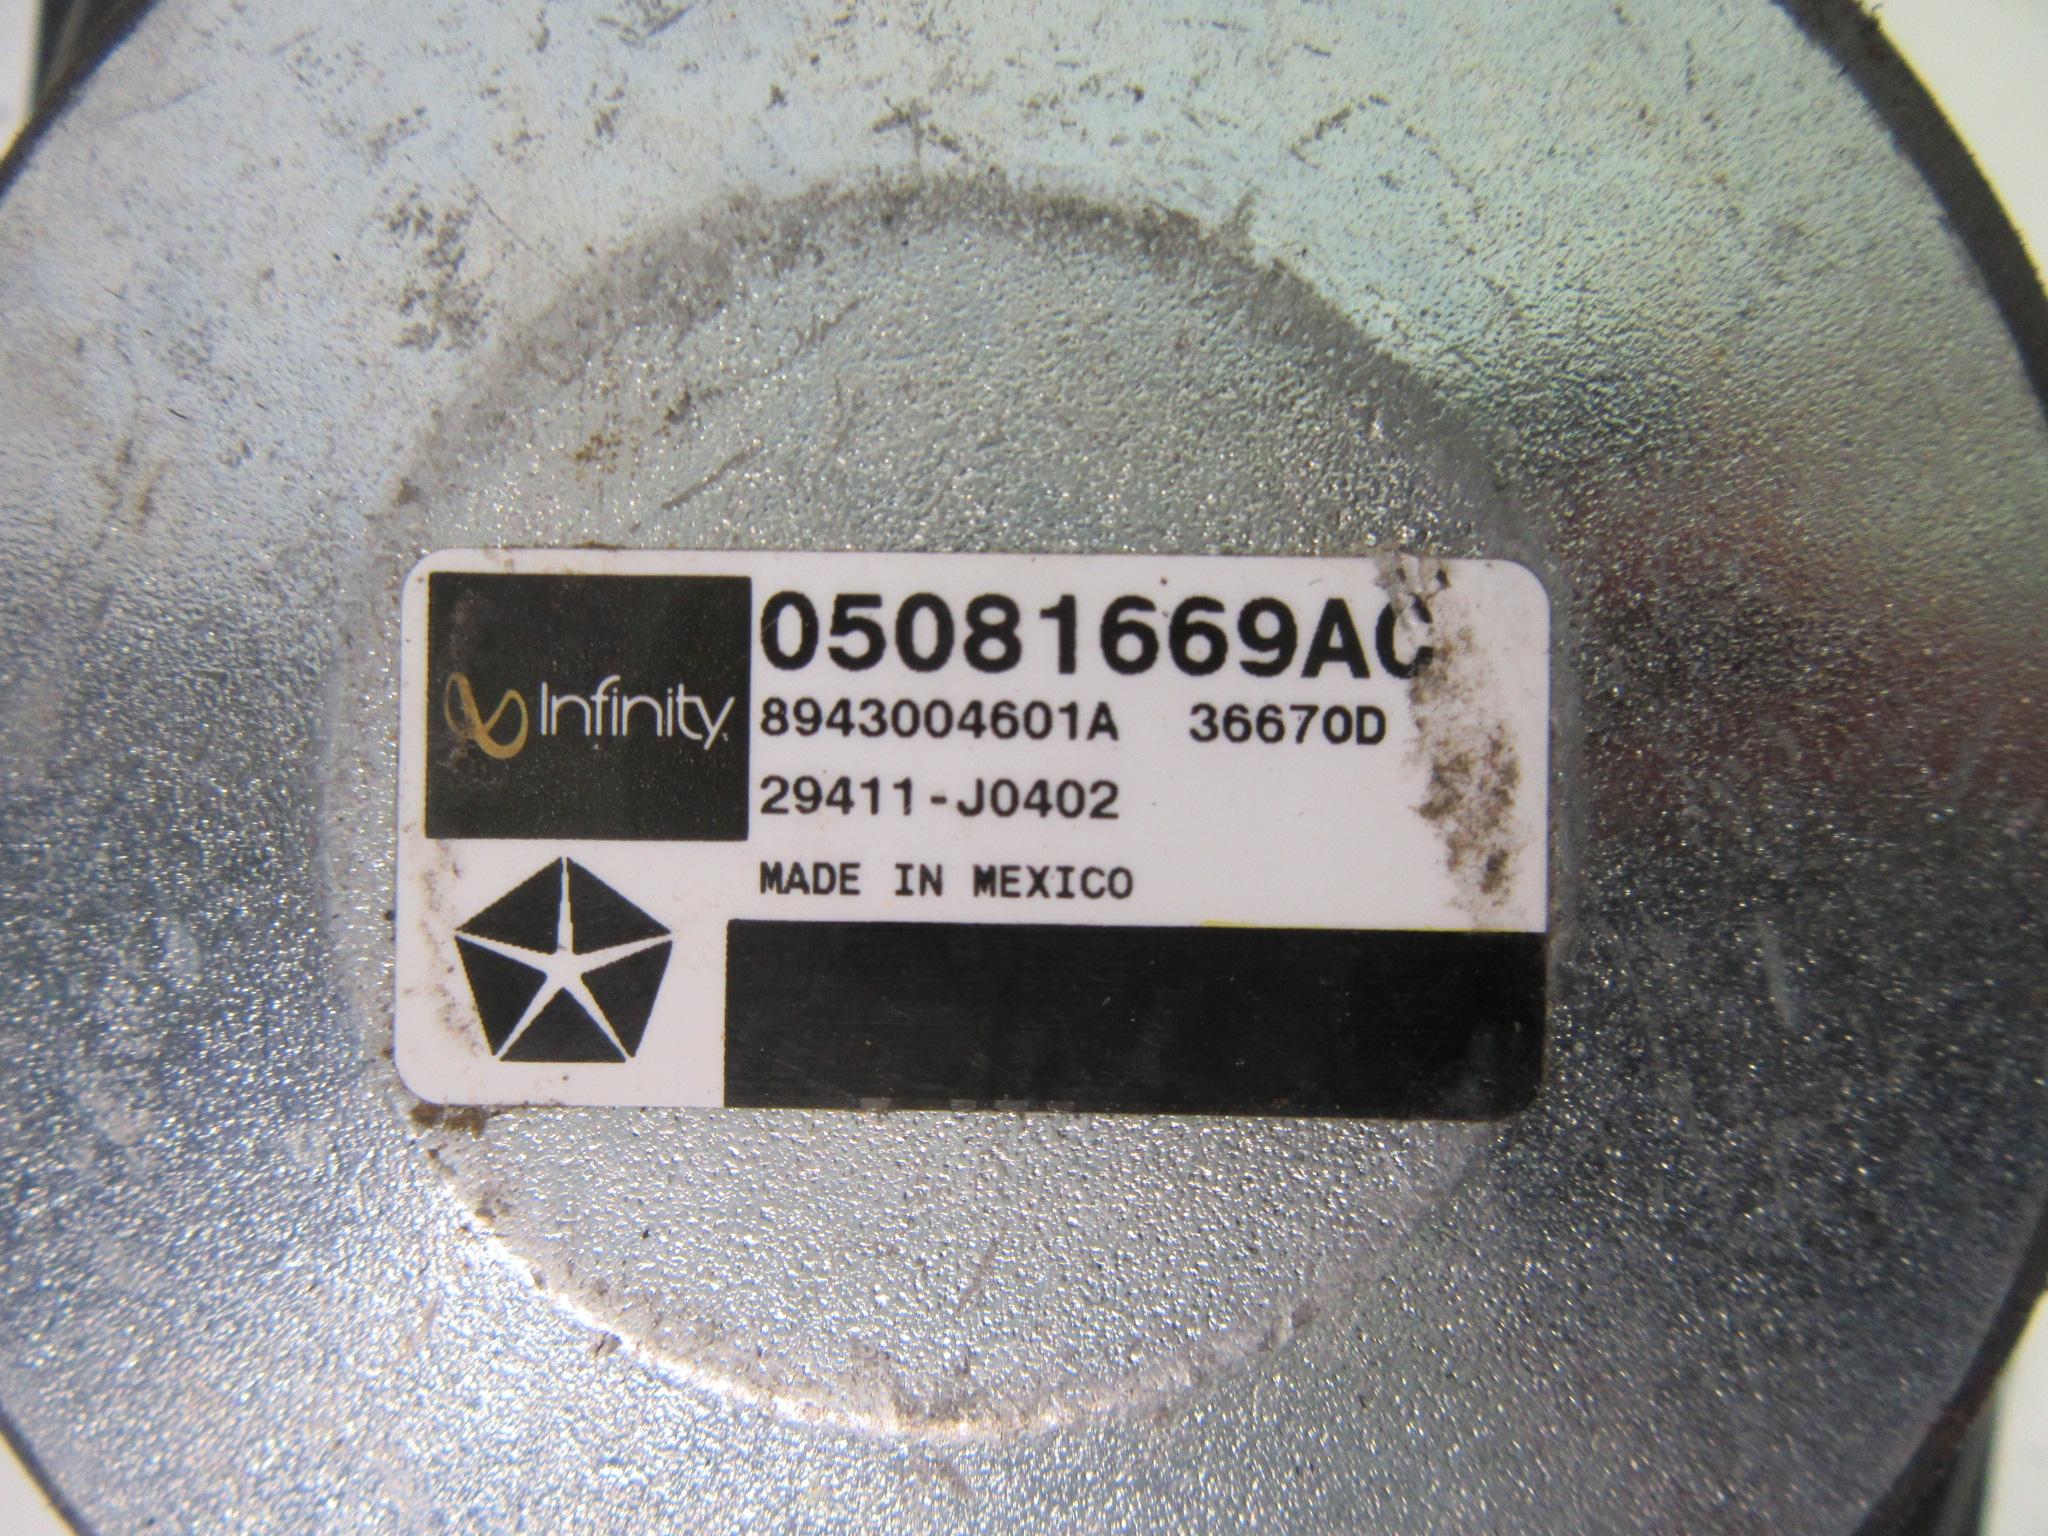 Infinity
05081669AC
8943004601A 36670D
29411-J0402
MADE IN MEXICO